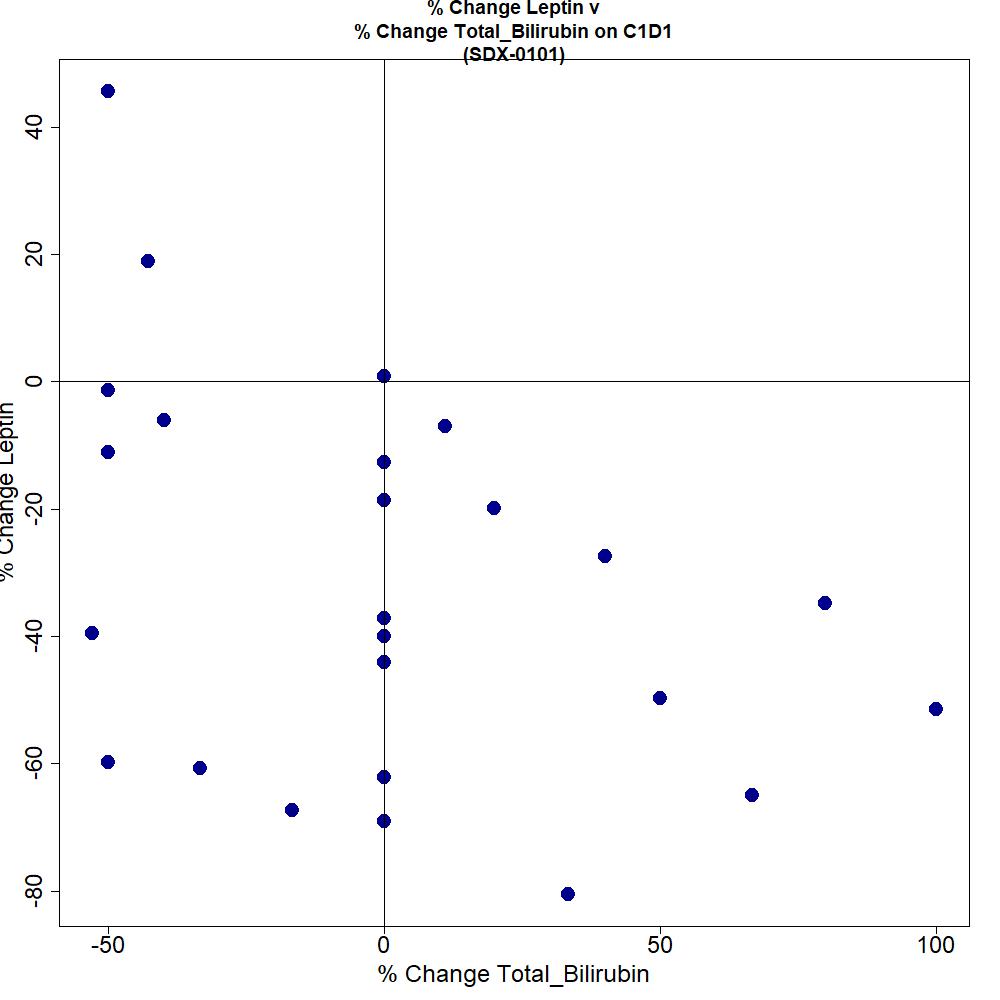 % Change Leptin v
% Change Total_Bilirubin on C1D1
(SDX-0101)
40
20
0
-20
-40
-60
-80
% Change Leptin
-50
0
50
100
% Change Total_Bilirubin